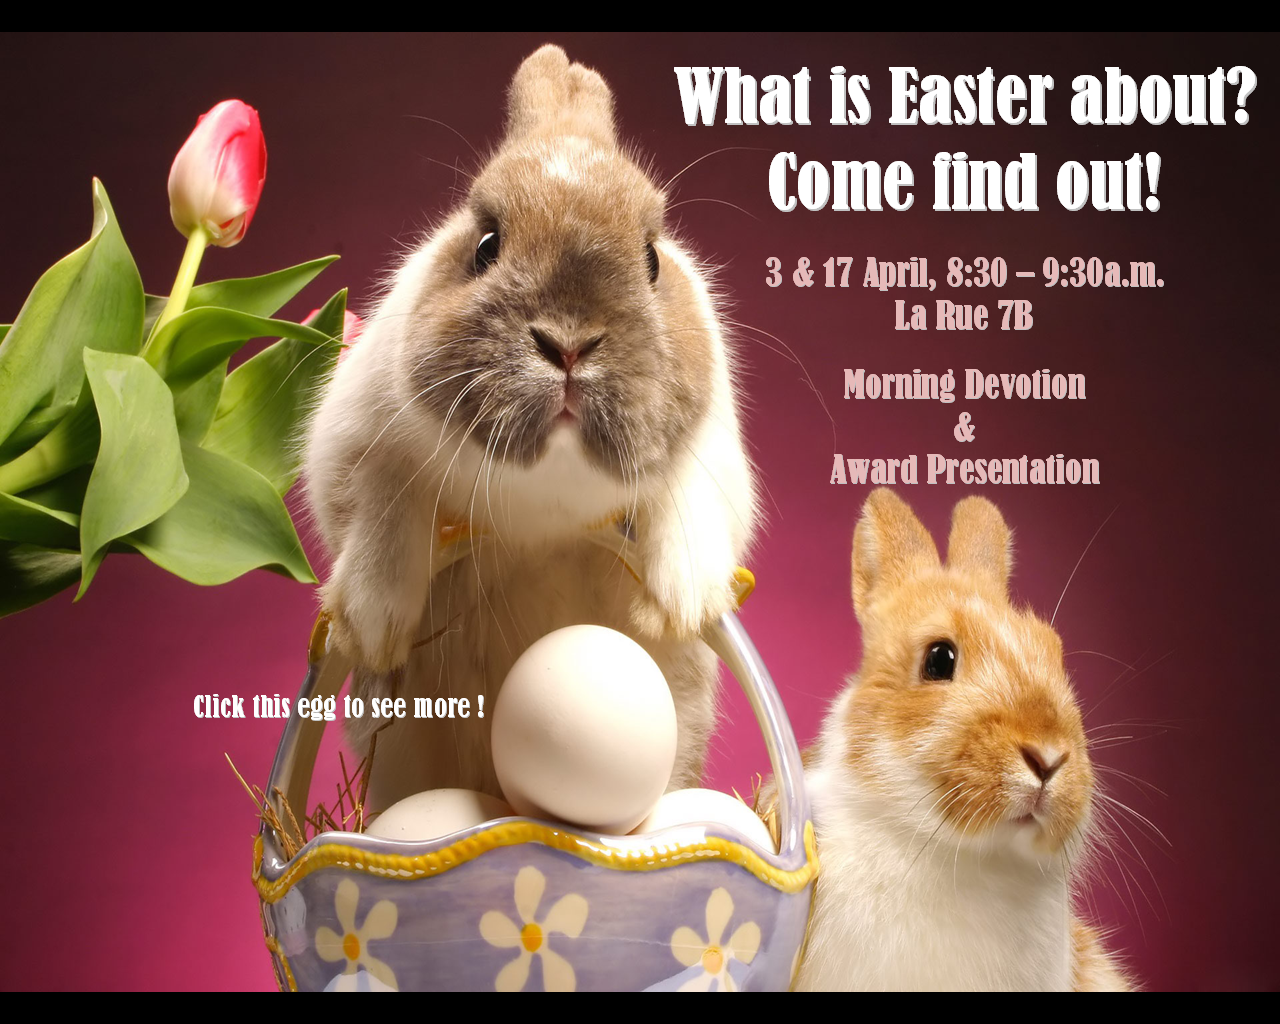 What is Easter about?
Come find out!
3 & 17 April, 8:30 – 9:30a.m.
La Rue 7B
Morning Devotion
&
Award Presentation
Click this egg to see more !